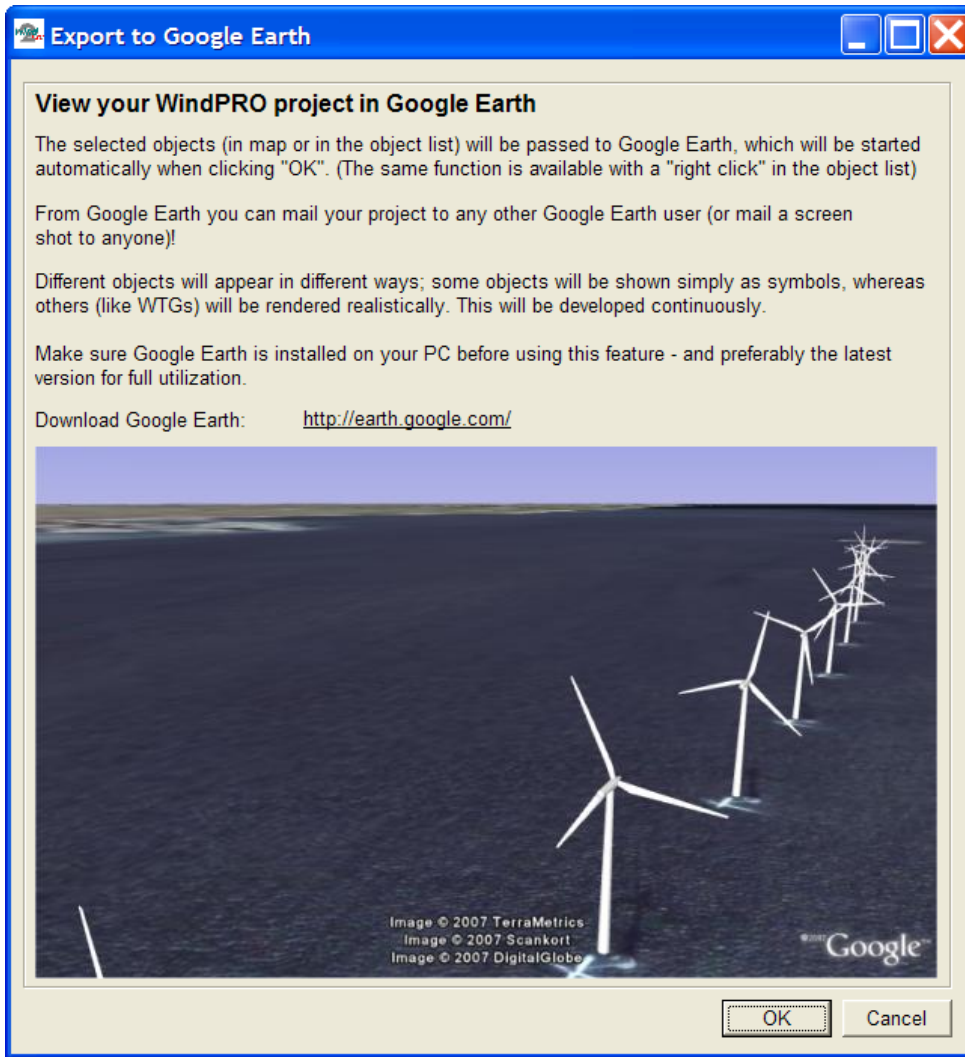 Export to Google Earth
View your WindPRO project in Google Earth
The selected objects (in map or in the object list) will be passed to Google Earth, which will be started
automatically when clicking "OK". (The same function is available with a "right click" in the object list)
From Google Earth you can mail your project to any other Google Earth user (or mail a screen
shot to anyone)!
Different objects will appear in different ways; some objects will be shown simply as symbols, whereas
others (like WTGs) will be rendered realistically. This will be developed continuously.
Make sure Google Earth is installed on your PC before using this feature - and preferably the latest
version for full utilization.
Download Google Earth: http://earth.google.com/
Image © 2007 TerraMetrics
Image © 2007 Scankort
Image © 2007 DigitalGlobe
©2007 Google™
OK Cancel